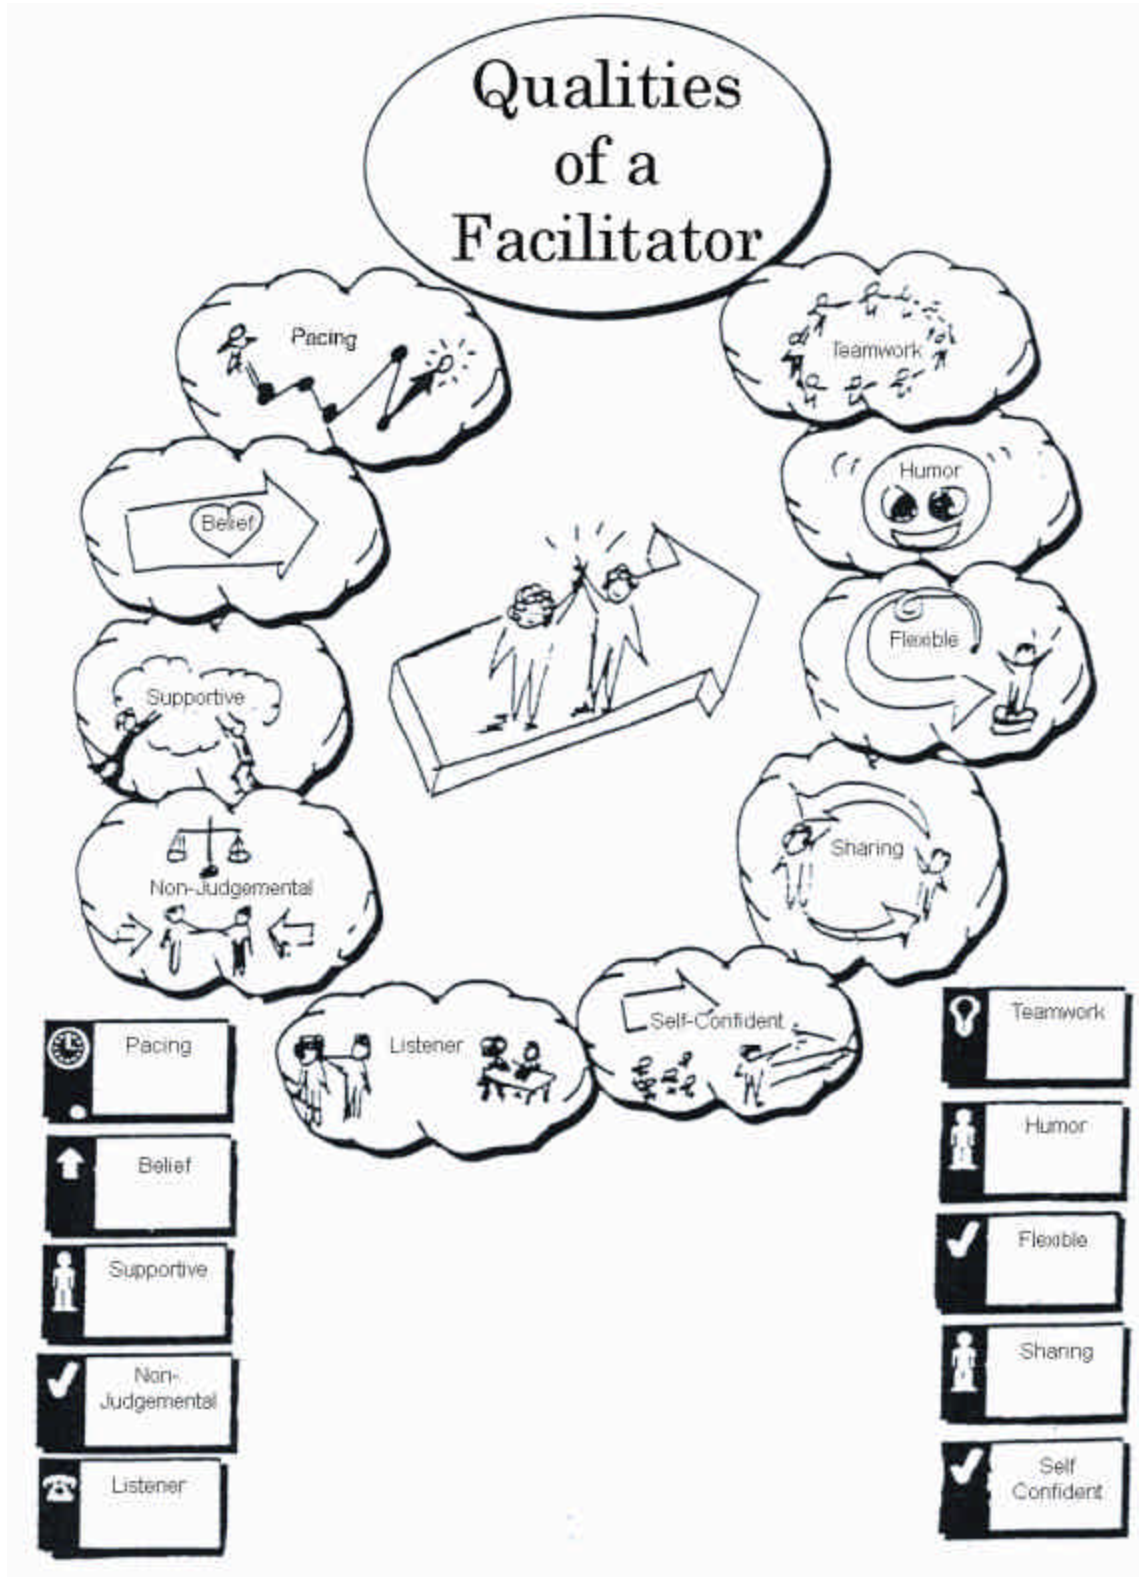 Qualities
of a
Facilitator
Pacing
Teamwork
Belief
Humor
Supportive
Flexible
Non-Judgemental
Sharing
Listener
Self-Confident
Pacing
Belief
Supportive
Non-
Judgemental
Listener
Teamwork
Humor
Flexible
Sharing
Self
Confident